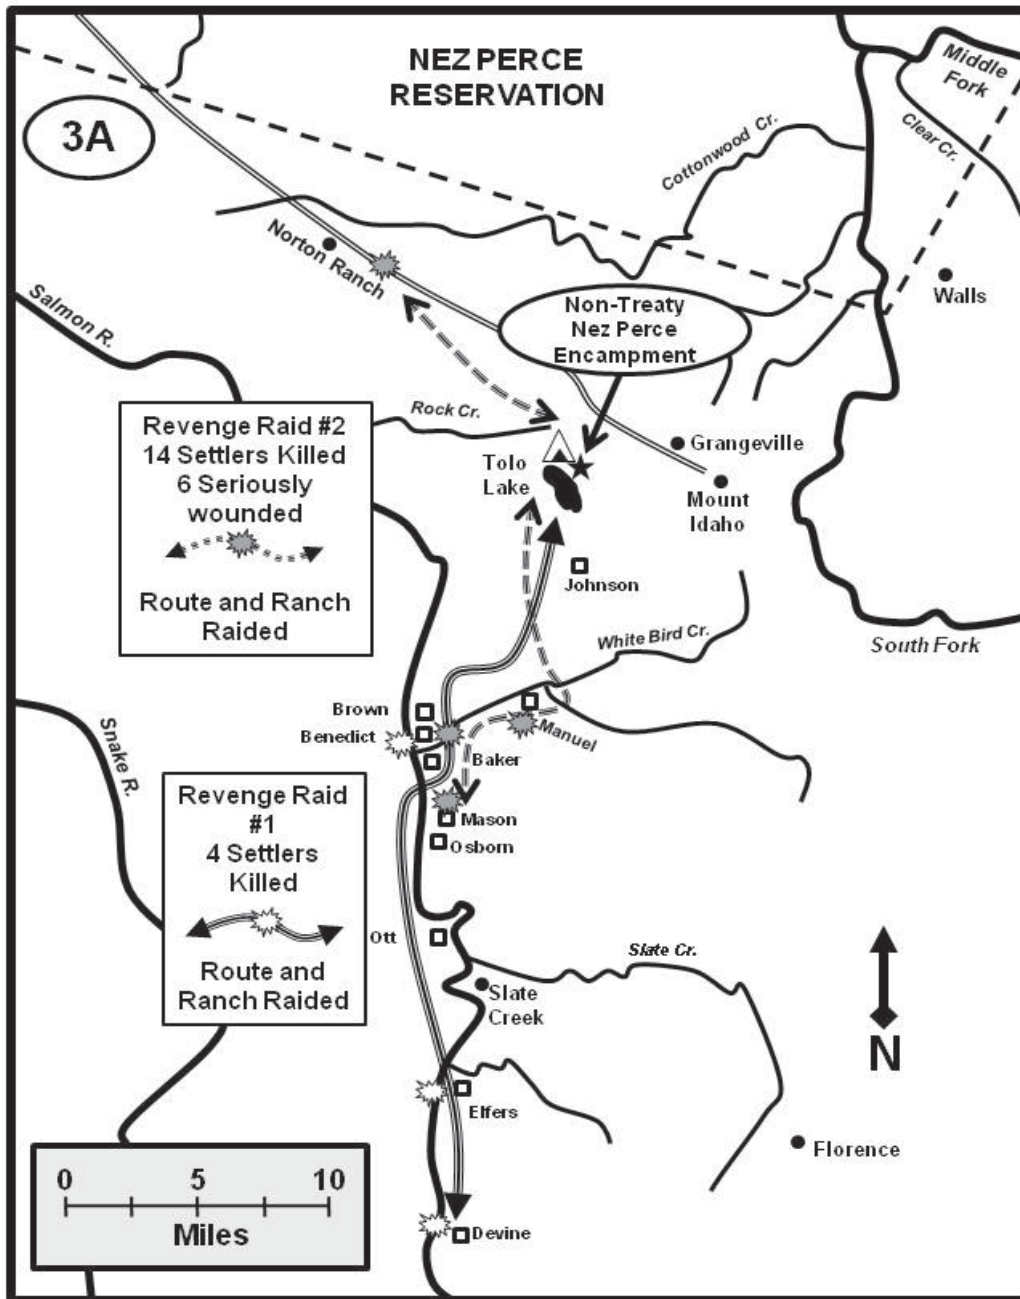 NEZ PERCE
RESERVATION
Middle
Fork
3A
Clear Cr.
Cottonwood Cr.
Norton Ranch
Walls
Salmon R.
Non-Treaty
Nez Perce
Encampment
Rock Cr.
Revenge Raid #2
14 Settlers Killed
6 Seriously
wounded
Route and Ranch
Raided
Grangeville
Tolo
Lake
Mount
Idaho
Johnson
White Bird Cr.
South Fork
Brown
Benedict
Manuel
Snake R.
Baker
Revenge Raid
#1
4 Settlers
Killed
Route and
Ranch Raided
Mason
Osborn
Ott
Slate Cr.
Slate
Creek
N
Elfers
Florence
0 5 10
Miles
Devine